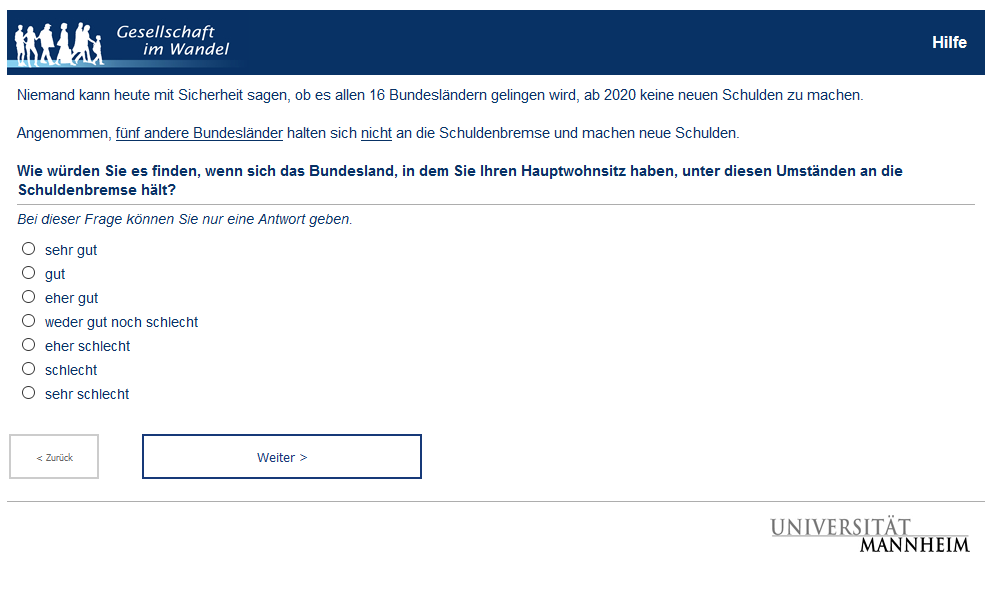 Gesellschaft
im Wandel
Hilfe
Niemand kann heute mit Sicherheit sagen, ob es allen 16 Bundesländern gelingen wird, ab 2020 keine neuen Schulden zu machen.
Angenommen, fünf andere Bundesländer halten sich nicht an die Schuldenbremse und machen neue Schulden.
Wie würden Sie es finden, wenn sich das Bundesland, in dem Sie Ihren Hauptwohnsitz haben, unter diesen Umständen an die
Schuldenbremse hält?
Bei dieser Frage können Sie nur eine Antwort geben.
sehr gut
gut
eher gut
weder gut noch schlecht
eher schlecht
schlecht
sehr schlecht
< Zurück
Weiter >
UNIVERSITÄT
MANNHEIM